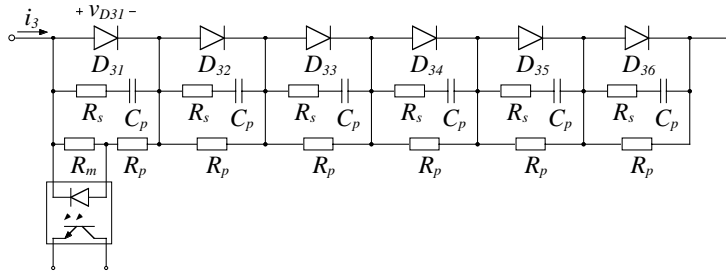 i3 + vD31 −
D31 D32 D33 D34 D35 D36
Rs Cp Rs Cp Rs Cp Rs Cp Rs Cp Rs Cp
Rm Rp Rp Rp Rp Rp Rp